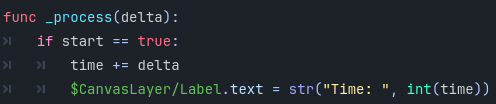 func _process(delta):
if start == true:
time += delta
$CanvasLayer/Label.text = str("Time: ", int(time))